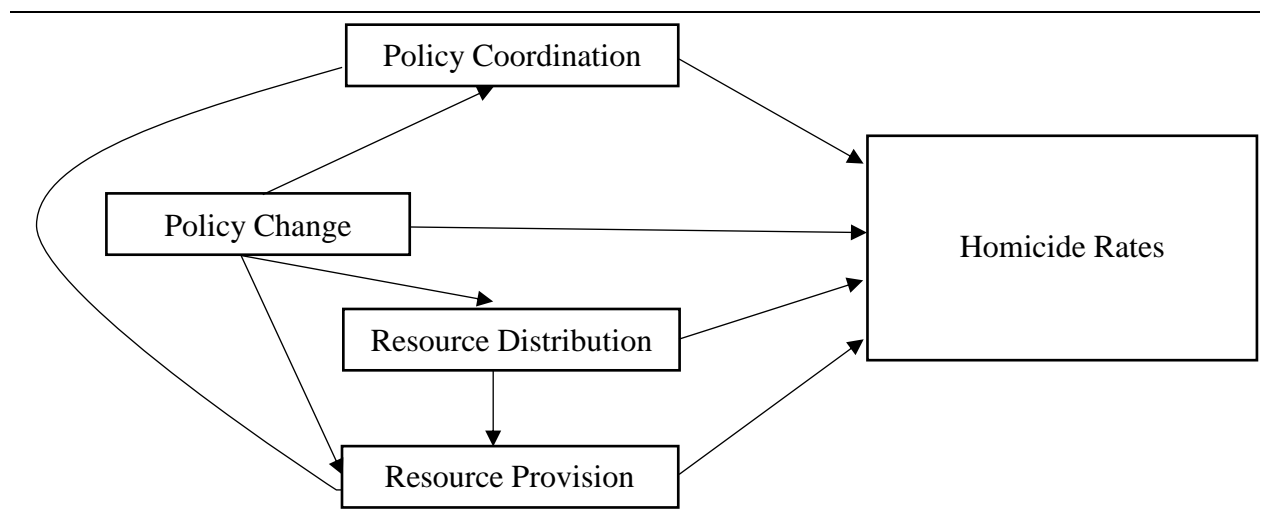 Policy Coordination
Policy Change
Homicide Rates
Resource Distribution
Resource Provision